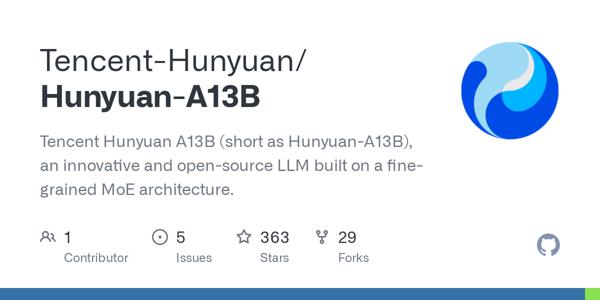 Tencent-Hunyuan/
Hunyuan-A13B
Tencent Hunyuan A13B (short as Hunyuan-A13B),
an innovative and open-source LLM built on a fine-
grained MoE architecture.
1 5 363 29
Contributor Issues Stars Forks